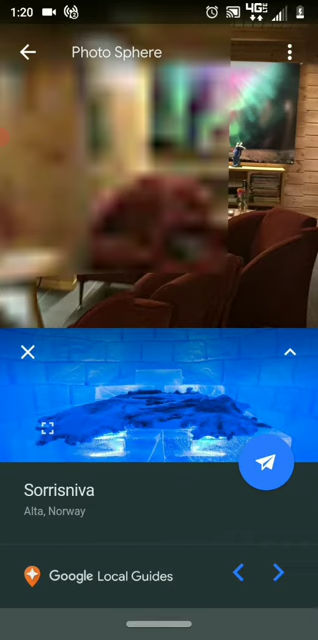 1:20
4G
Photo Sphere
Sorrisniva
Alta, Norway
Google Local Guides